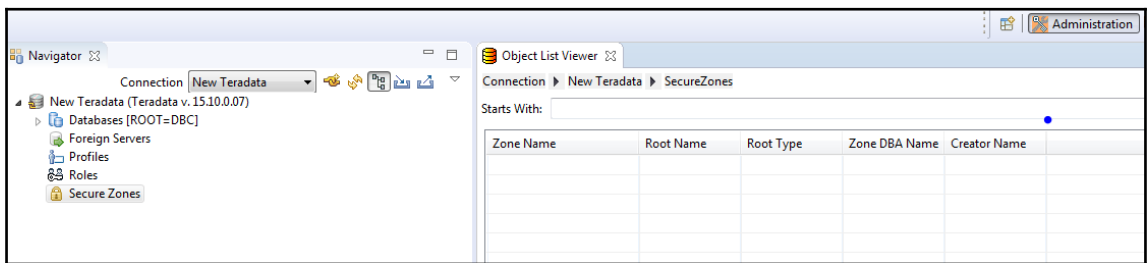 Administration
Navigator
Connection New Teradata
New Teradata (Teradata v. 15.10.0.07)
Databases [ROOT=DBC]
Foreign Servers
Profiles
Roles
Secure Zones
Object List Viewer
Connection New Teradata SecureZones
Starts With:
Zone Name Root Name Root Type Zone DBA Name Creator Name